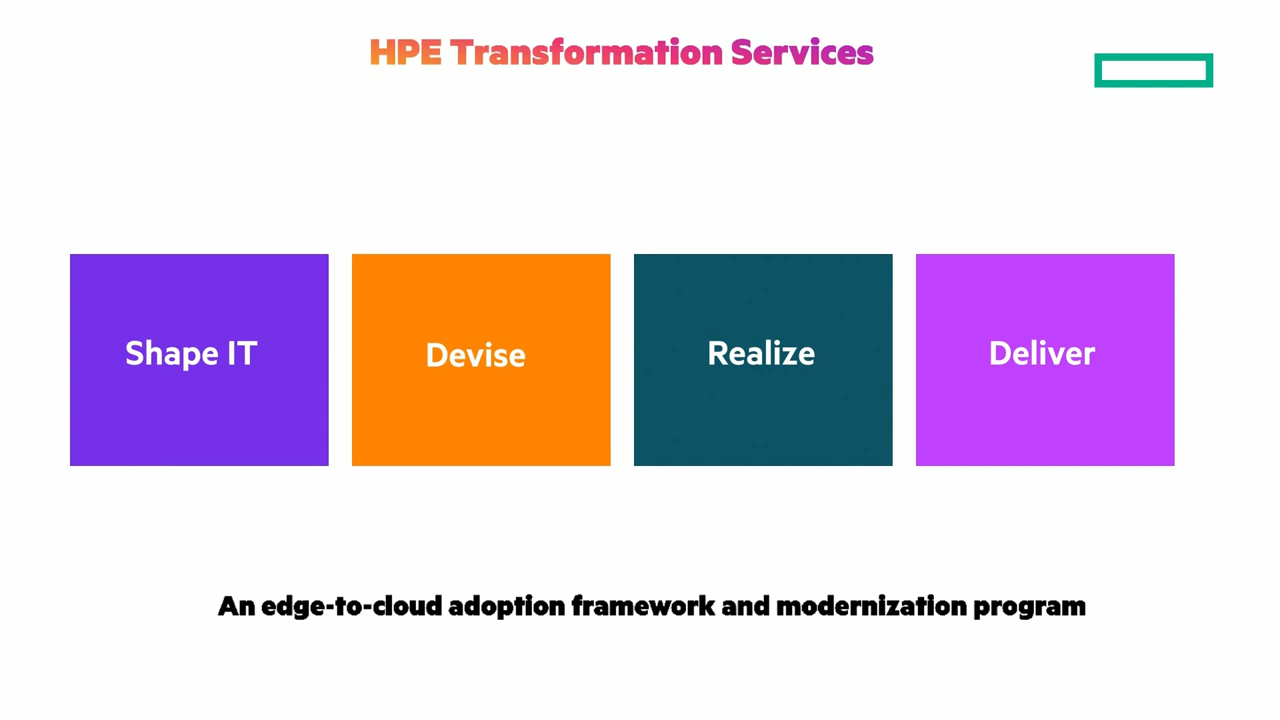 HPE Transformation Services
Shape IT
Devise
Realize
Deliver
An edge-to-cloud adoption framework and modernization program